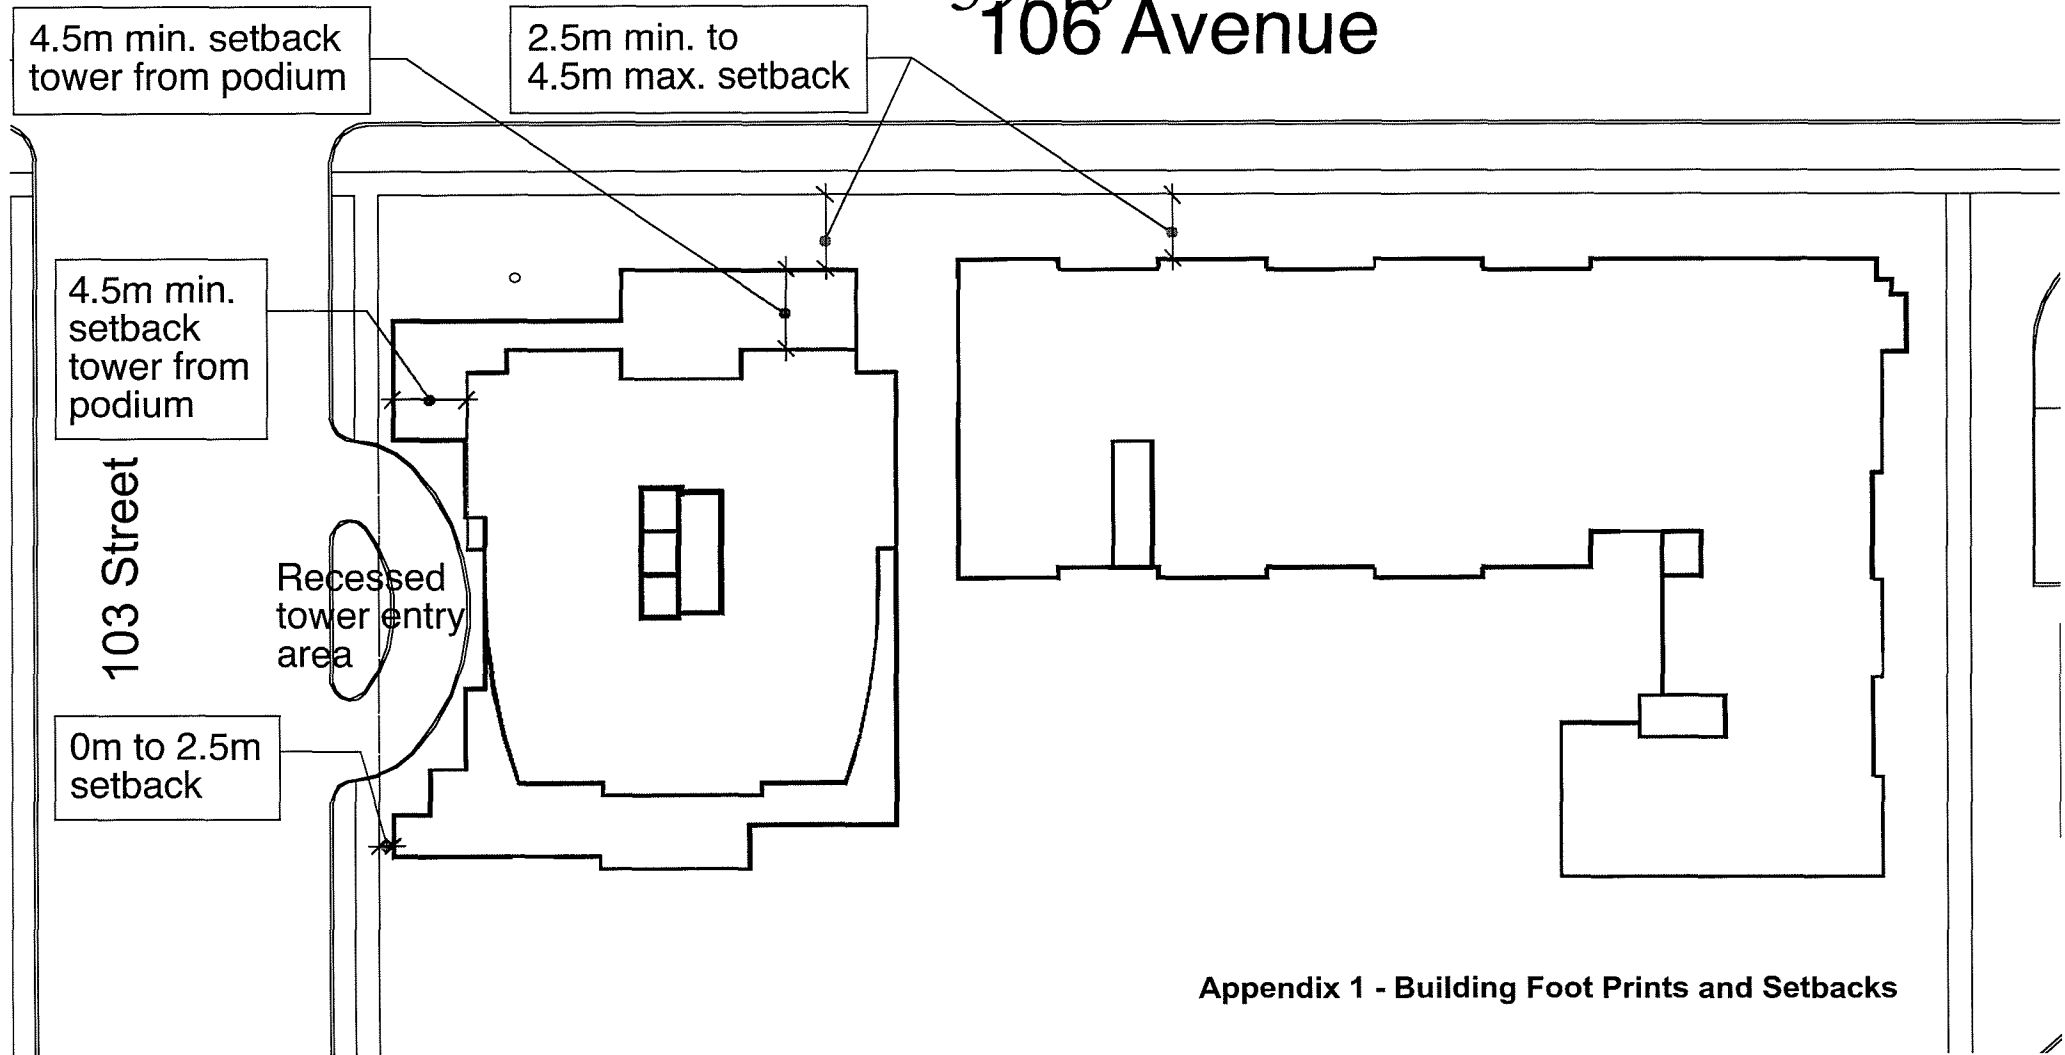 106 Avenue
4.5m min. setback
tower from podium
2.5m min. to
4.5m max. setback
4.5m min.
setback
tower from
podium
103 Street
Recessed
tower entry
area
0m to 2.5m
setback
Appendix 1 - Building Foot Prints and Setbacks